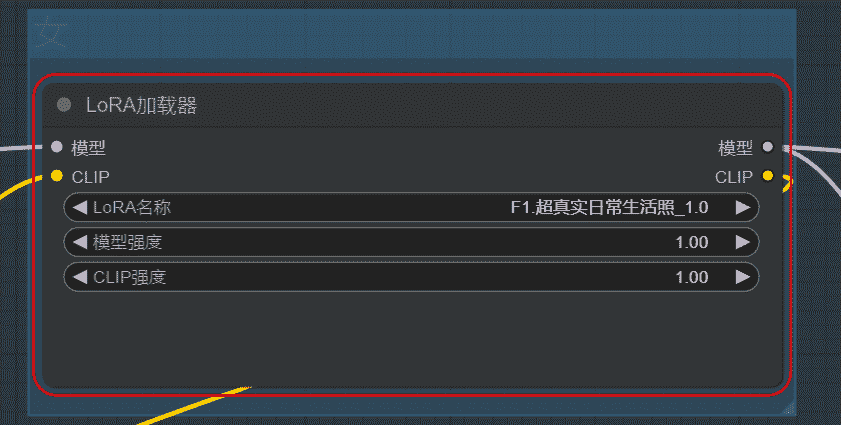 女
LoRA加载器
模型 模型
CLIP CLIP
LoRA名称 F1.超真实日常生活照_1.0
模型强度 1.00
CLIP强度 1.00